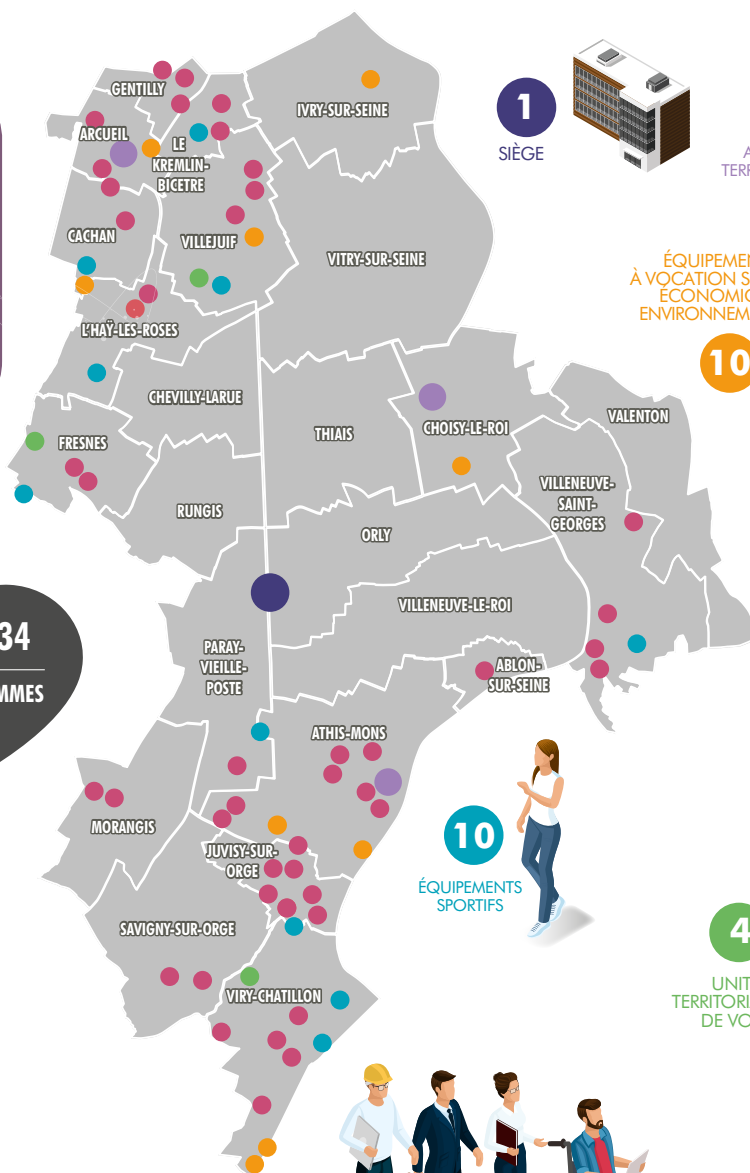 GENTILLY
IVRY-SUR-SEINE
1
SIÈGE
ARCUEIL
LE
KREMLIN-
BICETRE
A
TERR
CACHAN
VILLEJUIF
VITRY-SUR-SEINE
ÉQUIPEMEN
À VOCATION S
ÉCONOMI
ENVIRONNEM
10
L'HAŸ-LES-ROSES
CHEVILLY-LARUE
THIAIS
CHOISY-LE-ROI
VALENTON
FRESNES
VILLENEUVE-
SAINT-
GEORGES
RUNGIS
ORLY
VILLENEUVE-LE-ROI
34
MMES
PARAY-
VIEILLE-
POSTE
ABLON-
SUR-SEINE
ATHIS-MONS
MORANGIS
10
ÉQUIPEMENTS
SPORTIFS
JUVISY-SUR-
ORGE
SAVIGNY-SUR-ORGE
4
UNIT
TERRITORI
DE VO
VIRY-CHATILLON